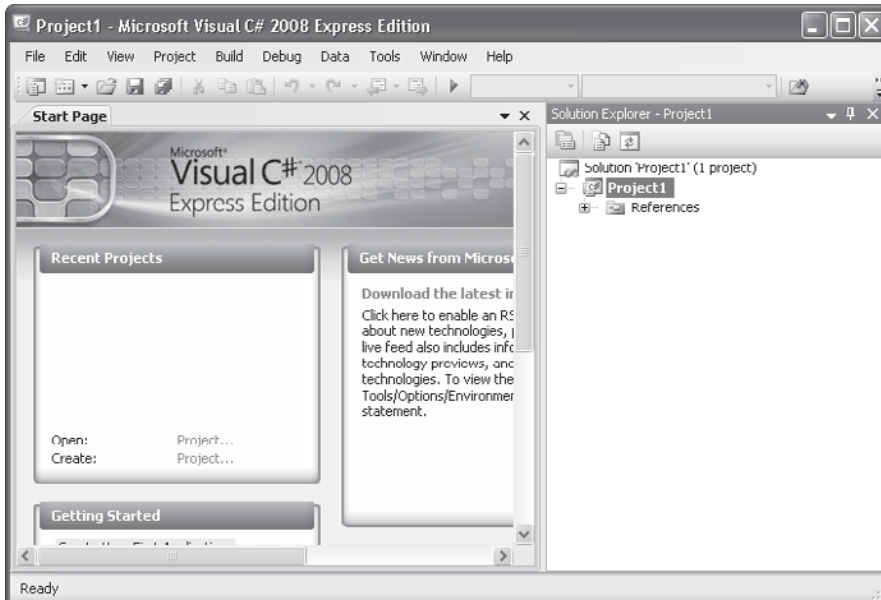 Project1 - Microsoft Visual C# 2008 Express Edition
File Edit View Project Build Debug Data Tools Window Help
Start Page
Solution Explorer - Project1
Microsoft®
Visual C# 2008
Express Edition
Solution 'Project1' (1 project)
Project1
References
Recent Projects
Open: Project...
Create: Project...
Get News from Microso
Download the latest in
Click here to enable an RS
about new technologies, p
live feed also includes info
technology previews, and
technologies. To view the
Tools/Options/Environmen
statement.
Getting Started
Ready